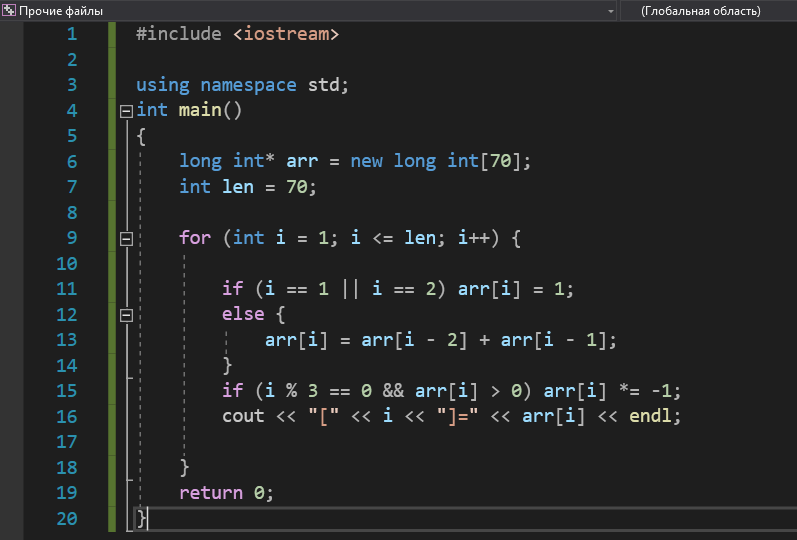 Прочие файлы (Глобальная область)
1 #include <iostream>
2
3 using namespace std;
4 int main()
5 {
6     long int* arr = new long int[70];
7     int len = 70;
8
9     for (int i = 1; i <= len; i++) {
10
11         if (i == 1 || i == 2) arr[i] = 1;
12         else {
13             arr[i] = arr[i - 2] + arr[i - 1];
14         }
15         if (i % 3 == 0 && arr[i] > 0) arr[i] *= -1;
16         cout << "[" << i << "]=" << arr[i] << endl;
17
18     }
19     return 0;
20 }